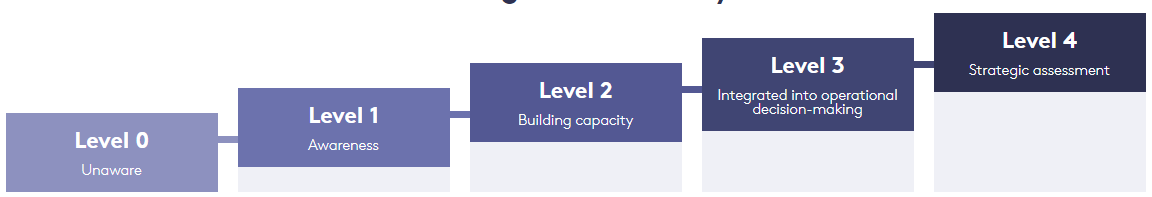 Level 0
Unaware
Level 1
Awareness
Level 2
Building capacity
Level 3
Integrated into operational
decision-making
Level 4
Strategic assessment